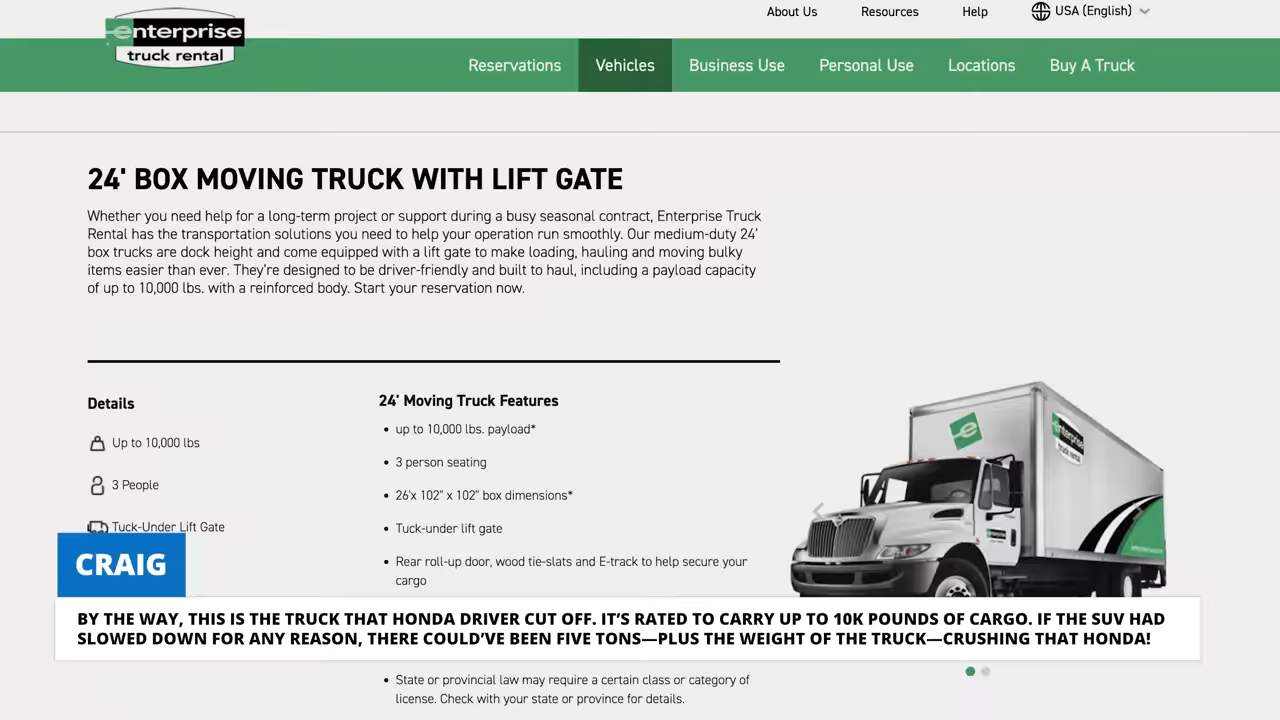 About Us
Resources
Help
USA (English)
enterprise
truck rental
Reservations
Vehicles
Business Use
Personal Use
Locations
Buy A Truck
24' BOX MOVING TRUCK WITH LIFT GATE
Whether you need help for a long-term project or support during a busy seasonal contract, Enterprise Truck
Rental has the transportation solutions you need to help your operation run smoothly. Our medium-duty 24'
box trucks are dock height and come equipped with a lift gate to make loading, hauling and moving bulky
items easier than ever. They're designed to be driver-friendly and built to haul, including a payload capacity
of up to 10,000 lbs. with a reinforced body. Start your reservation now.
Details
Up to 10,000 lbs
3 People
Tuck-Under Lift Gate
24' Moving Truck Features
• up to 10,000 lbs. payload*
• 3 person seating
• 26'x 102" x 102" box dimensions*
• Tuck-under lift gate
• Rear roll-up door, wood tie-slats and E-track to help secure your
cargo
enterprise
truck rental
CRAIG
BY THE WAY, THIS IS THE TRUCK THAT HONDA DRIVER CUT OFF. IT'S RATED TO CARRY UP TO 10K POUNDS OF CARGO. IF THE SUV HAD
SLOWED DOWN FOR ANY REASON, THERE COULD'VE BEEN FIVE TONS—PLUS THE WEIGHT OF THE TRUCK—CRUSHING THAT HONDA!
• State or provincial law may require a certain class or category of
license. Check with your state or province for details.